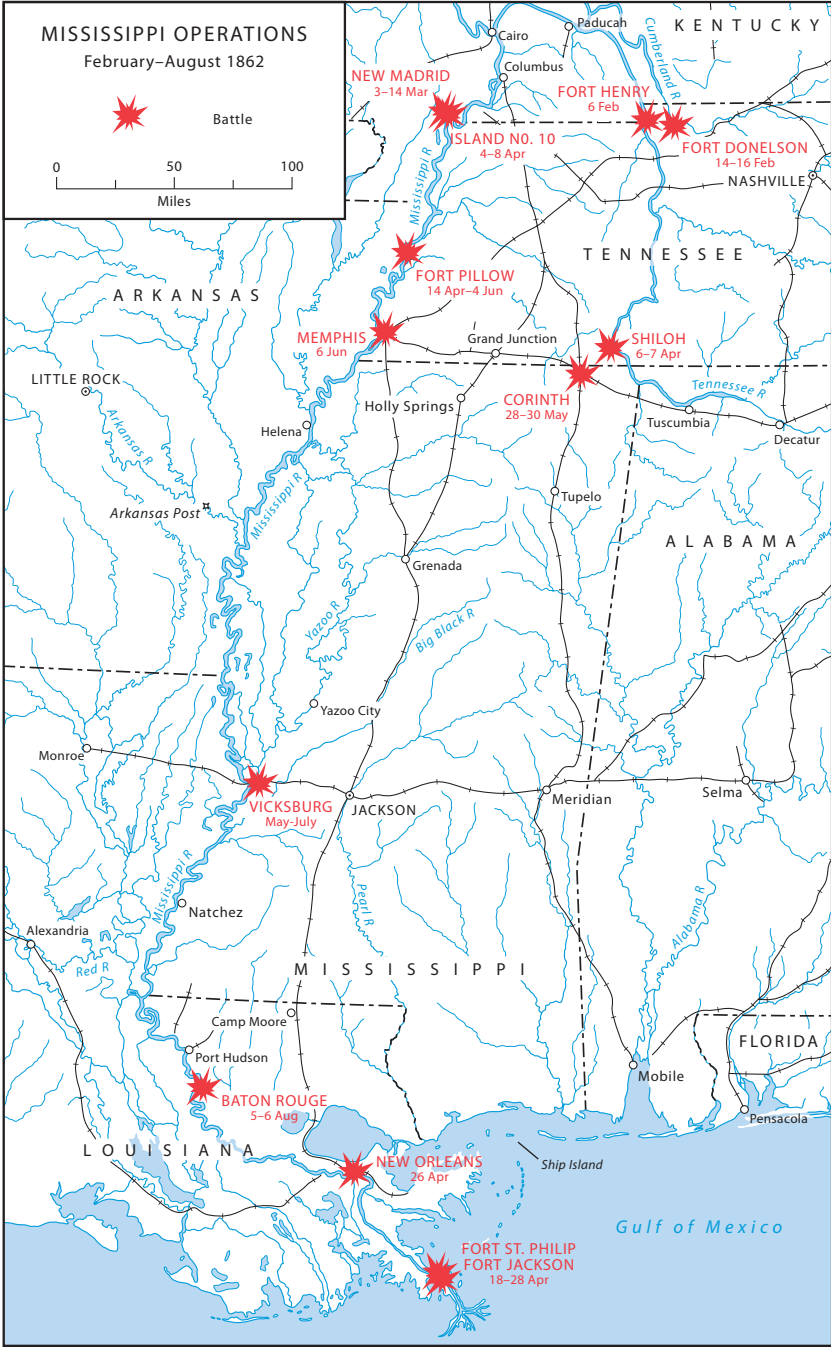 MISSISSIPPI OPERATIONS
February–August 1862
Battle
0 50 100
Miles
Paducah
Cairo
KENTUCKY
Cumberland R
Columbus
NEW MADRID
3–14 Mar
FORT HENRY
6 Feb
ISLAND NO. 10
4–8 Apr
FORT DONELSON
14–16 Feb
NASHVILLE
Mississippi R
TENNESSEE
FORT PILLOW
14 Apr–4 Jun
ARKANSAS
MEMPHIS
6 Jun
Grand Junction
SHILOH
6–7 Apr
LITTLE ROCK
Tennessee R
CORINTH
28–30 May
Holly Springs
Tuscumbia
Arkansas R
Helena
Decatur
Mississippi R
Tupelo
Arkansas Post
ALABAMA
Grenada
Yazoo R
Big Black R
Yazoo City
Monroe
VICKSBURG
May-July
JACKSON
Meridian
Selma
Mississippi R
Natchez
Pearl R
Alabama R
Alexandria
Red R
MISSISSIPPI
Camp Moore
Port Hudson
FLORIDA
Mobile
BATON ROUGE
5–6 Aug
Pensacola
LOUISIANA
NEW ORLEANS
26 Apr
Ship Island
Gulf of Mexico
FORT ST. PHILIP
FORT JACKSON
18–28 Apr